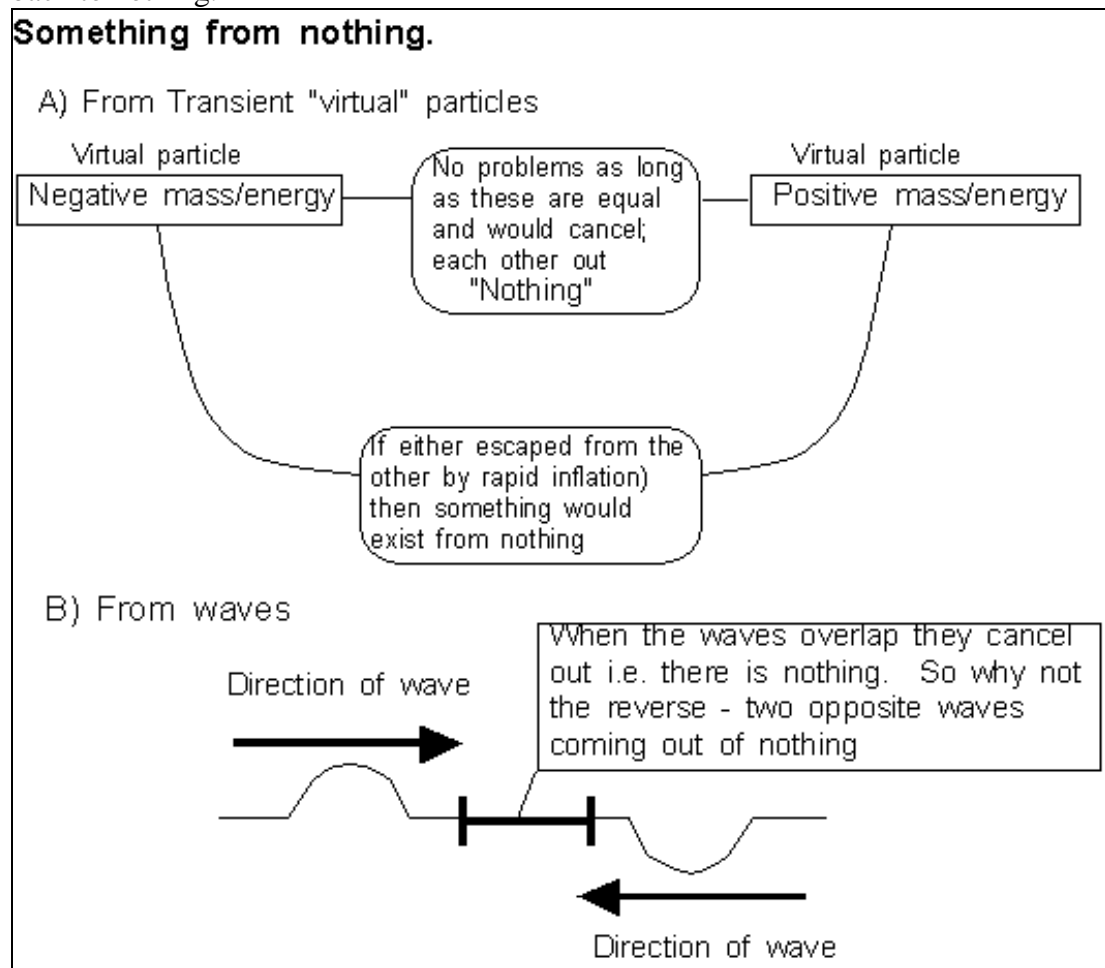 Something from nothing.
A) From Transient "virtual" particles
Virtual particle
Negative mass/energy
No problems as long
as these are equal
and would cancel;
each other out
"Nothing"
Virtual particle
Positive mass/energy
If either escaped from the
other by rapid inflation)
then something would
exist from nothing
B) From waves
Direction of wave
When the waves overlap they cancel
out i.e. there is nothing. So why not
the reverse - two opposite waves
coming out of nothing
Direction of wave